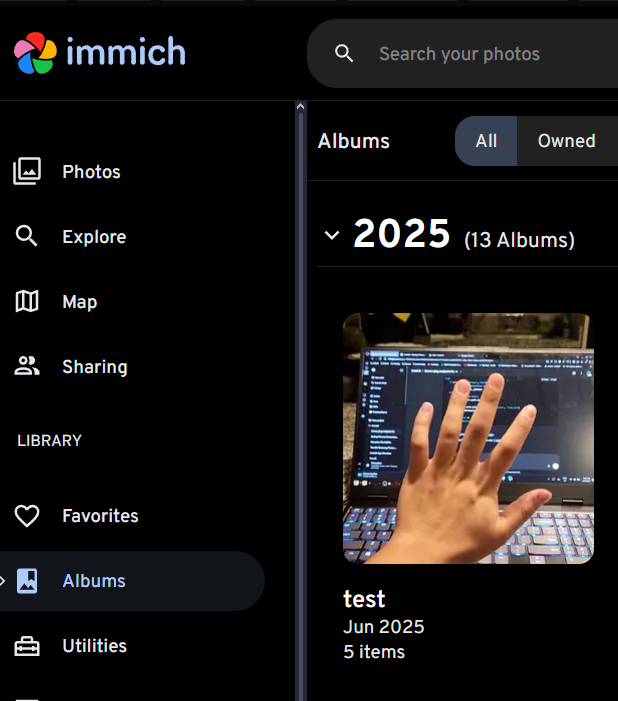 immich
Search your photos
Photos
Explore
Map
Sharing
LIBRARY
Favorites
Albums
Utilities
Albums
All
Owned
2025 (13 Albums)
test
Jun 2025
5 items